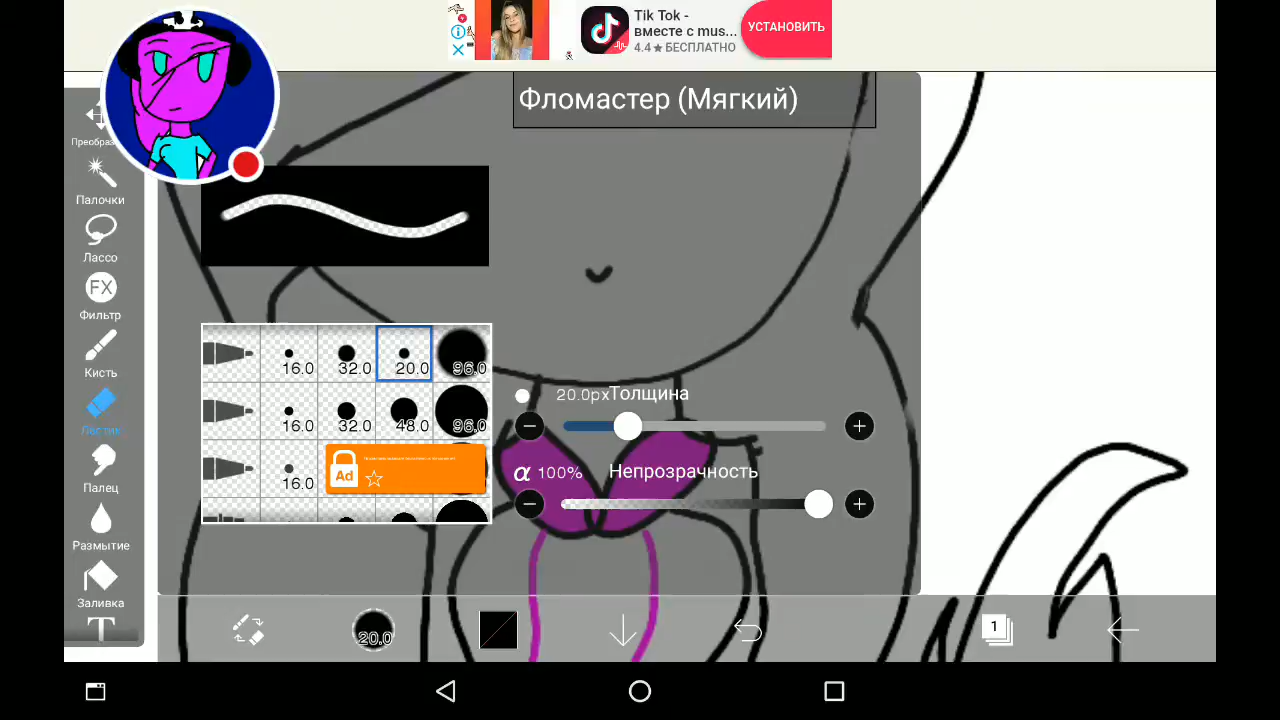 Tik Tok -
вместе с mus...
4.4★ БЕСПЛАТНО
УСТАНОВИТЬ
Фломастер (Мягкий)
Преобраз
Палочки
Лассо
FX
Фильтр
Кисть
Ластик
Палец
Размытие
Заливка
T
16.0 32.0 20.0 96.0
16.0 32.0 48.0 96.0
16.0
Ad
20.0px Толщина
α 100% Непрозрачность
20.0
1